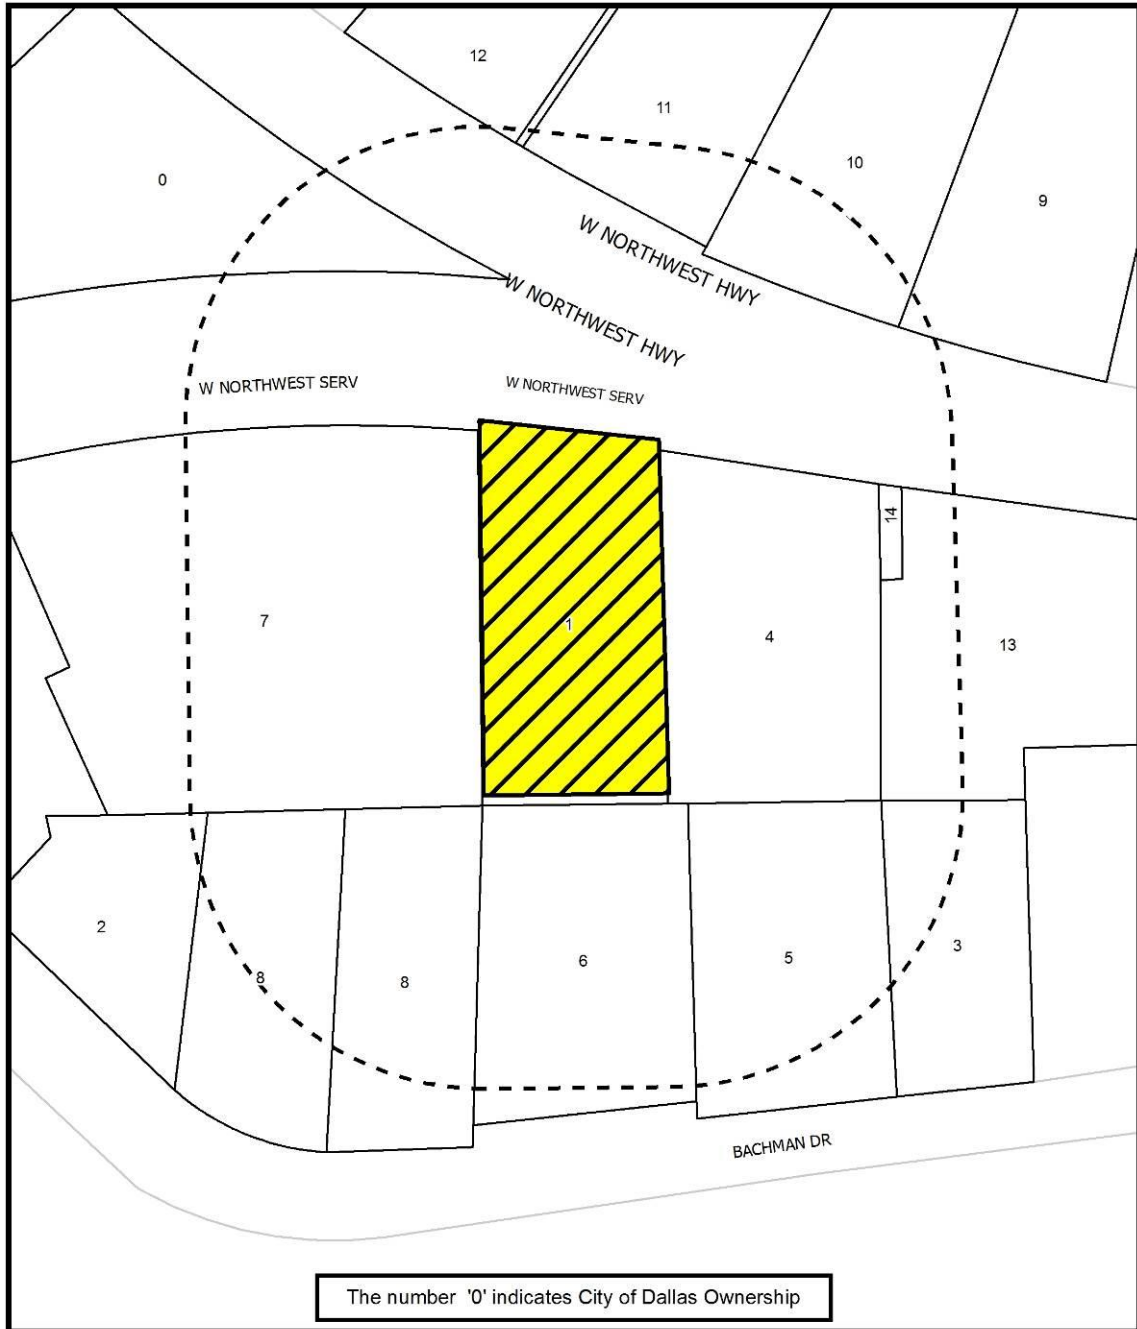 12
11
10
0
9
W NORTHWEST HWY
W NORTHWEST HWY
W NORTHWEST SERV
W NORTHWEST SERV
14
7
1
4
13
2
8
8
6
5
3
BACHMAN DR
The number '0' indicates City of Dallas Ownership